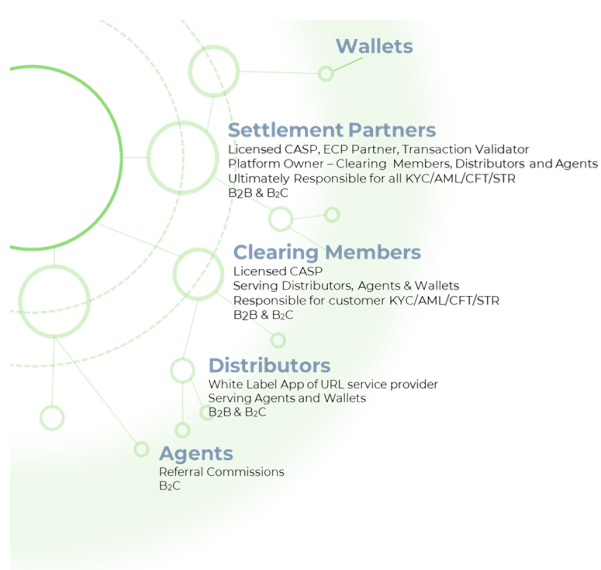 Wallets
Settlement Partners
Licensed CASP, ECP Partner, Transaction Validator
Platform Owner – Clearing Members, Distributors and Agents
Ultimately Responsible for all KYC/AML/CFT/STR
B2B & B2C
Clearing Members
Licensed CASP
Serving Distributors, Agents & Wallets
Responsible for customer KYC/AML/CFT/STR
B2B & B2C
Distributors
White Label App of URL service provider
Serving Agents and Wallets
B2B & B2C
Agents
Referral Commissions
B2C